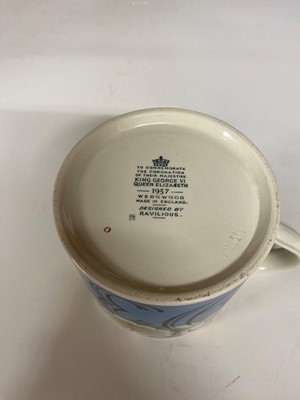 TO COMMEMORATE
THE CORONATION
OF THEIR MAJESTIES
KING GEORGE VI
QUEEN ELIZABETH
1937
WEDGWOOD
MADE IN ENGLAND.
DESIGNED BY
RAVILIOUS.